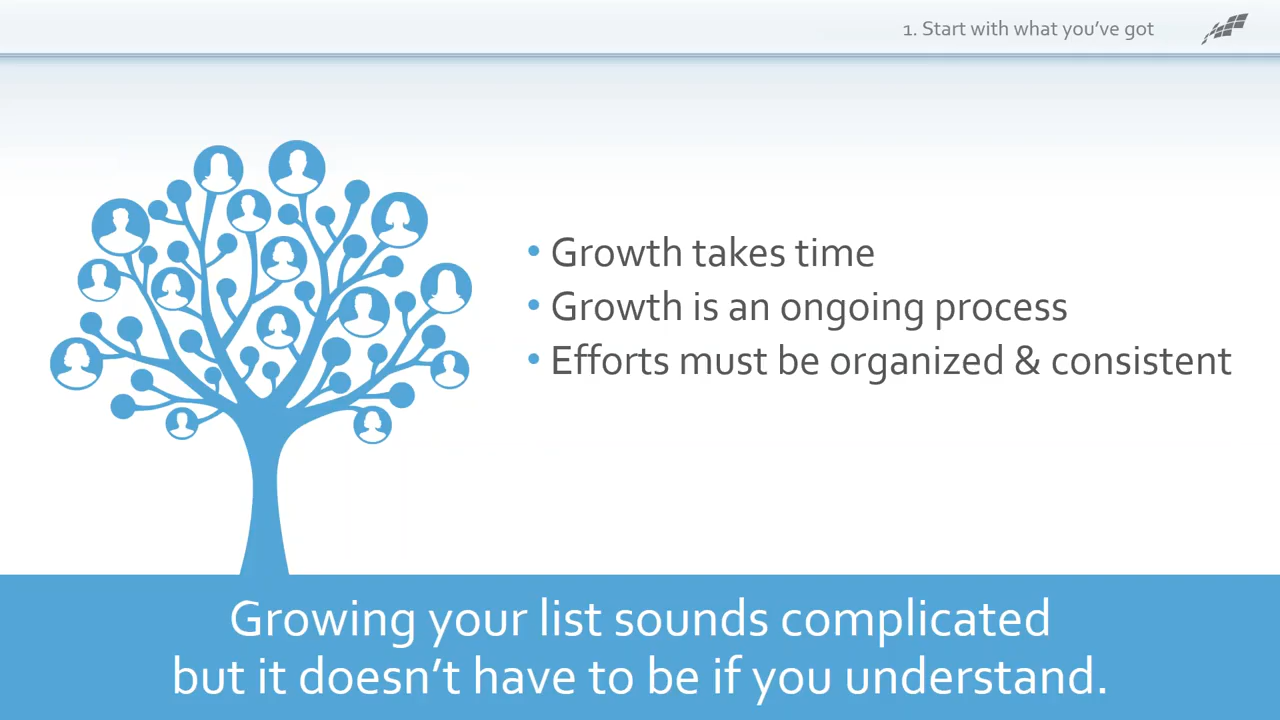 1. Start with what you’ve got
• Growth takes time
• Growth is an ongoing process
• Efforts must be organized & consistent
Growing your list sounds complicated
but it doesn’t have to be if you understand.